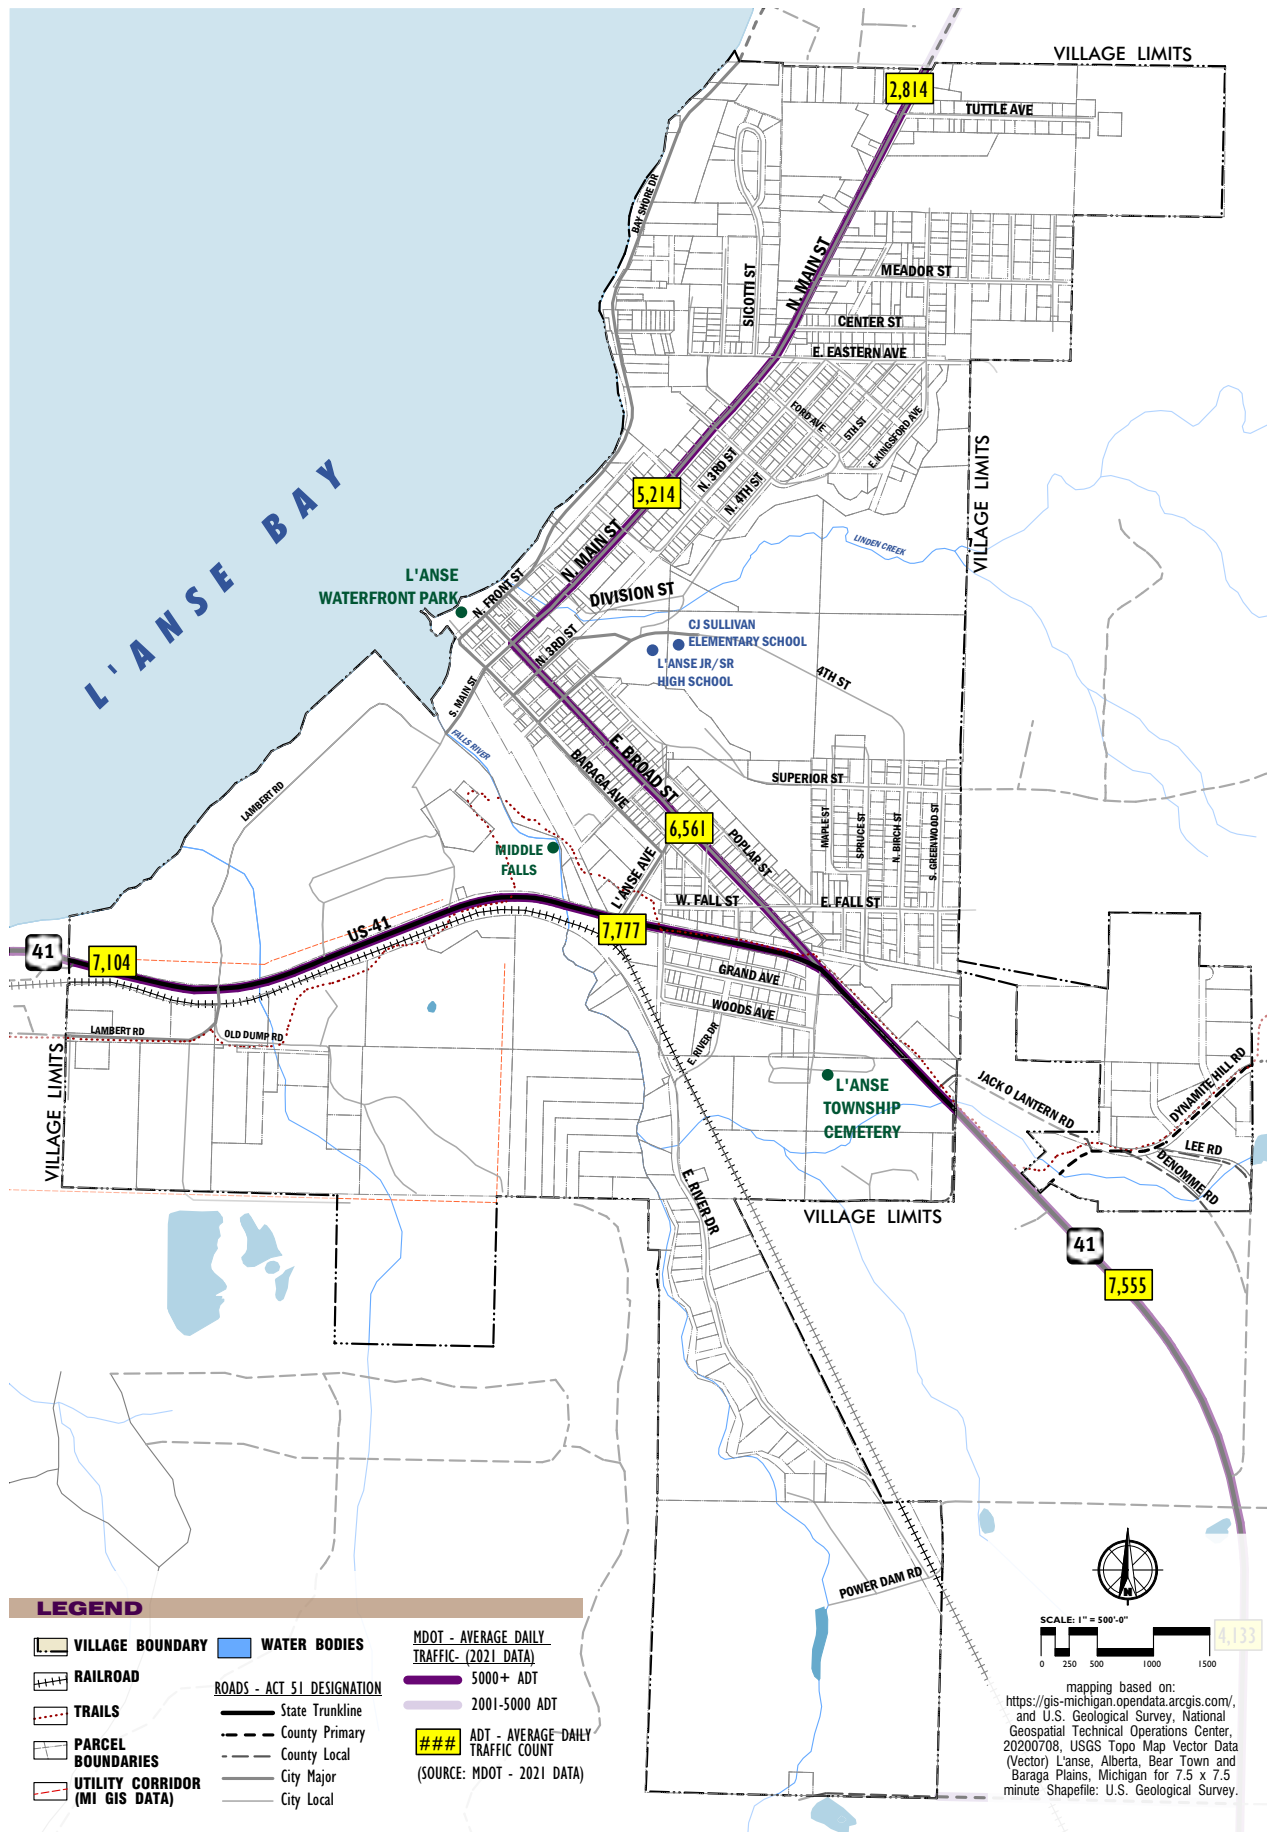 VILLAGE LIMITS
2,814
TUTTLE AVE
BAY SHORE DR
N. MAIN ST
SICOTTI ST
MEADOR ST
CENTER ST
E. EASTERN AVE
FORD AVE
5TH ST
E. KINGSFORD AVE
N. 3RD ST
N. 4TH ST
5,214
VILLAGE LIMITS
L'ANSE BAY
N. MAIN ST
LINDEN CREEK
L'ANSE
WATERFRONT PARK
N. FRONT ST
DIVISION ST
N. 3RD ST
CJ SULLIVAN
ELEMENTARY SCHOOL
L'ANSE JR/SR
HIGH SCHOOL
4TH ST
S. MAIN ST
FALLS RIVER
E. BROAD ST
BARAGA AVE
SUPERIOR ST
LAMBERT RD
6,561
POPLAR ST
MAPLE ST
SPRUCE ST
N. BIRCH ST
S. GREENWOOD ST
MIDDLE
FALLS
L'ANSE AVE
W. FALL ST
E. FALL ST
US-41
7,777
41
7,104
GRAND AVE
WOODS AVE
LAMBERT RD
OLD DUMP RD
E. RIVER DR
VILLAGE LIMITS
L'ANSE
TOWNSHIP
CEMETERY
JACK O LANTERN RD
DYNAMITE HILL RD
LEE RD
DENOMME RD
E. RIVER DR
VILLAGE LIMITS
41
7,555
POWER DAM RD
N
LEGEND
VILLAGE BOUNDARY
RAILROAD
TRAILS
PARCEL
BOUNDARIES
UTILITY CORRIDOR
(MI GIS DATA)
WATER BODIES
ROADS - ACT 51 DESIGNATION
State Trunkline
County Primary
County Local
City Major
City Local
MDOT - AVERAGE DAILY
TRAFFIC- (2021 DATA)
5000+ ADT
2001-5000 ADT
###
ADT - AVERAGE DAILY
TRAFFIC COUNT
(SOURCE: MDOT - 2021 DATA)
SCALE: 1" = 500'-0"
0 250 500 1000 1500
4,133
mapping based on:
https://gis-michigan.opendata.arcgis.com/,
and U.S. Geological Survey, National
Geospatial Technical Operations Center,
20200708, USGS Topo Map Vector Data
(Vector) L'anse, Alberta, Bear Town and
Baraga Plains, Michigan for 7.5 x 7.5
minute Shapefile: U.S. Geological Survey.